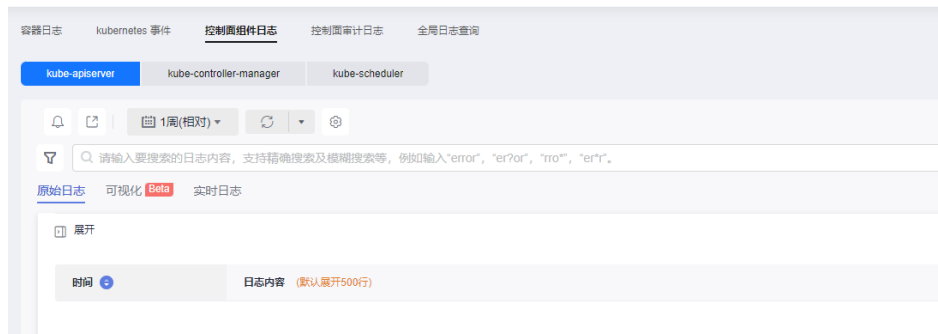 容器日志 kubernetes 事件 控制面组件日志 控制面审计日志 全局日志查询
kube-apiserver kube-controller-manager kube-scheduler
1周(相对)
请输入要搜索的日志内容，支持精确搜索及模糊搜索等，例如输入"error"，"er?or"，"rro*"，"er*r"。
原始日志 可视化 Beta 实时日志
展开
时间 日志内容 (默认展开500行)